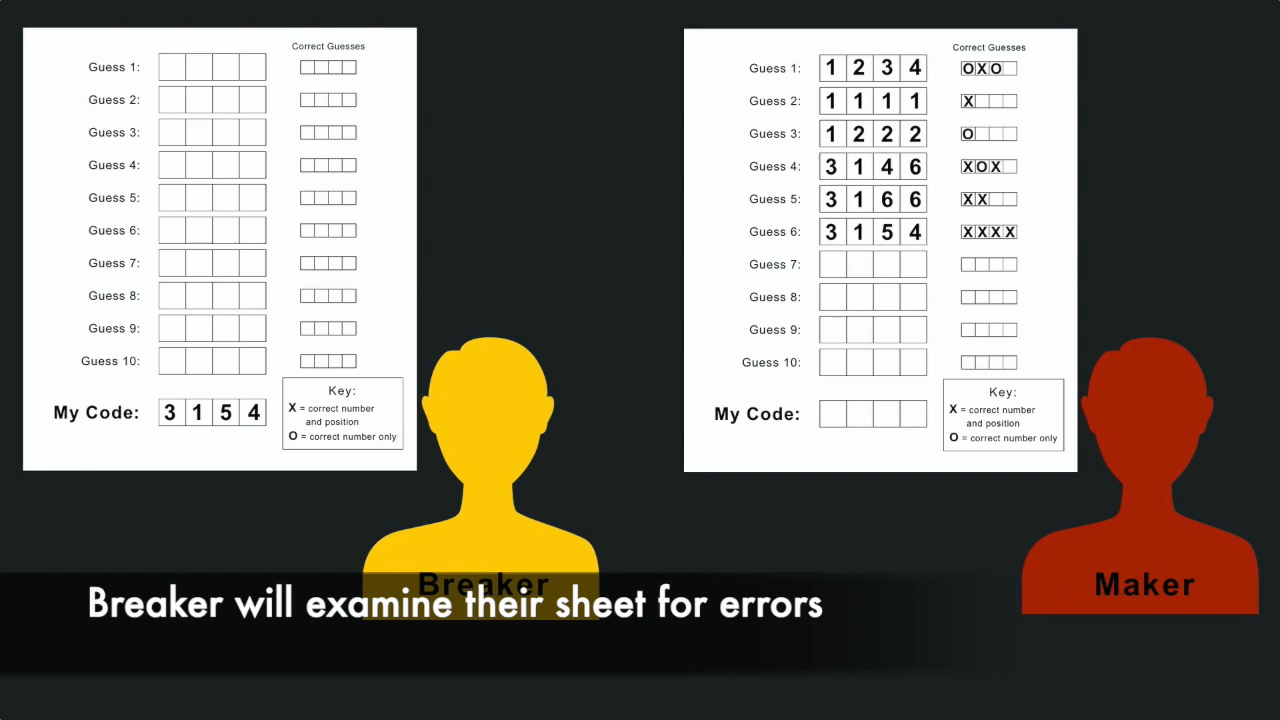 Correct Guesses
Guess 1:
Guess 2:
Guess 3:
Guess 4:
Guess 5:
Guess 6:
Guess 7:
Guess 8:
Guess 9:
Guess 10:
My Code: 3 1 5 4
Key:
X = correct number
and position
O = correct number only
Correct Guesses
Guess 1: 1 2 3 4 O X O
Guess 2: 1 1 1 1 X
Guess 3: 1 2 2 2 O
Guess 4: 3 1 4 6 X O X
Guess 5: 3 1 6 6 X X
Guess 6: 3 1 5 4 X X X X
Guess 7:
Guess 8:
Guess 9:
Guess 10:
My Code:
Key:
X = correct number
and position
O = correct number only
Breaker
Maker
Breaker will examine their sheet for errors